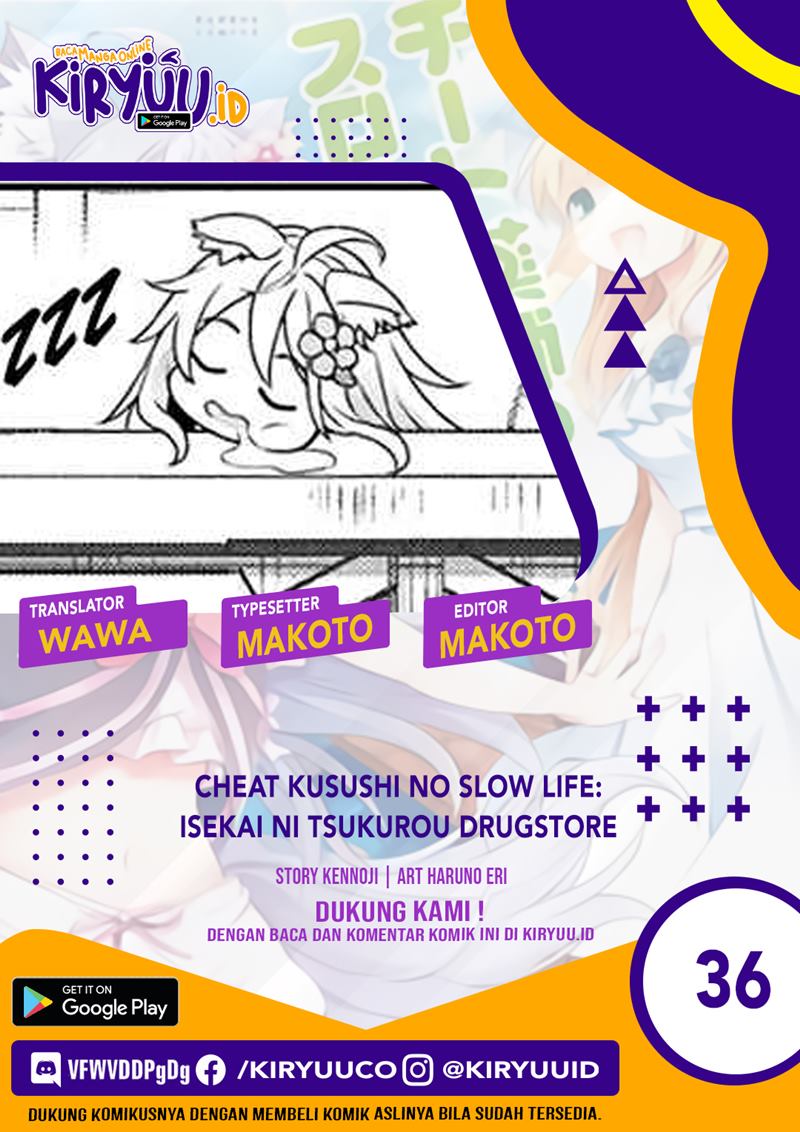 BACA MANGA ONLINE
KIRYUU.ID
GET IT ON
Google Play
ZZZ
TRANSLATOR
WAWA
TYPESETTER
MAKOTO
EDITOR
MAKOTO
CHEAT KUSUSHI NO SLOW LIFE:
ISEKAI NI TSUKUROU DRUGSTORE
STORY KENNOJI | ART HARUNO ERI
DUKUNG KAMI !
DENGAN BACA DAN KOMENTAR KOMIK INI DI KIRYUU.ID
36
GET IT ON
Google Play
VFWVDDPgDg /KIRYUUCO @KIRYUUID
DUKUNG KOMIKUSNYA DENGAN MEMBELI KOMIK ASLINYA BILA SUDAH TERSEDIA.